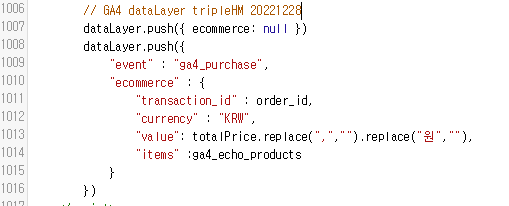 1006 // GA4 dataLayer tripleHM 20221228
1007 dataLayer.push({ ecommerce: null })
1008 dataLayer.push({
1009 "event" : "ga4_purchase",
1010 "ecommerce" : {
1011 "transaction_id" : order_id,
1012 "currency" : "KRW",
1013 "value": totalPrice.replace(",","").replace("원",""),
1014 "items" :ga4_echo_products
1015 }
1016 })